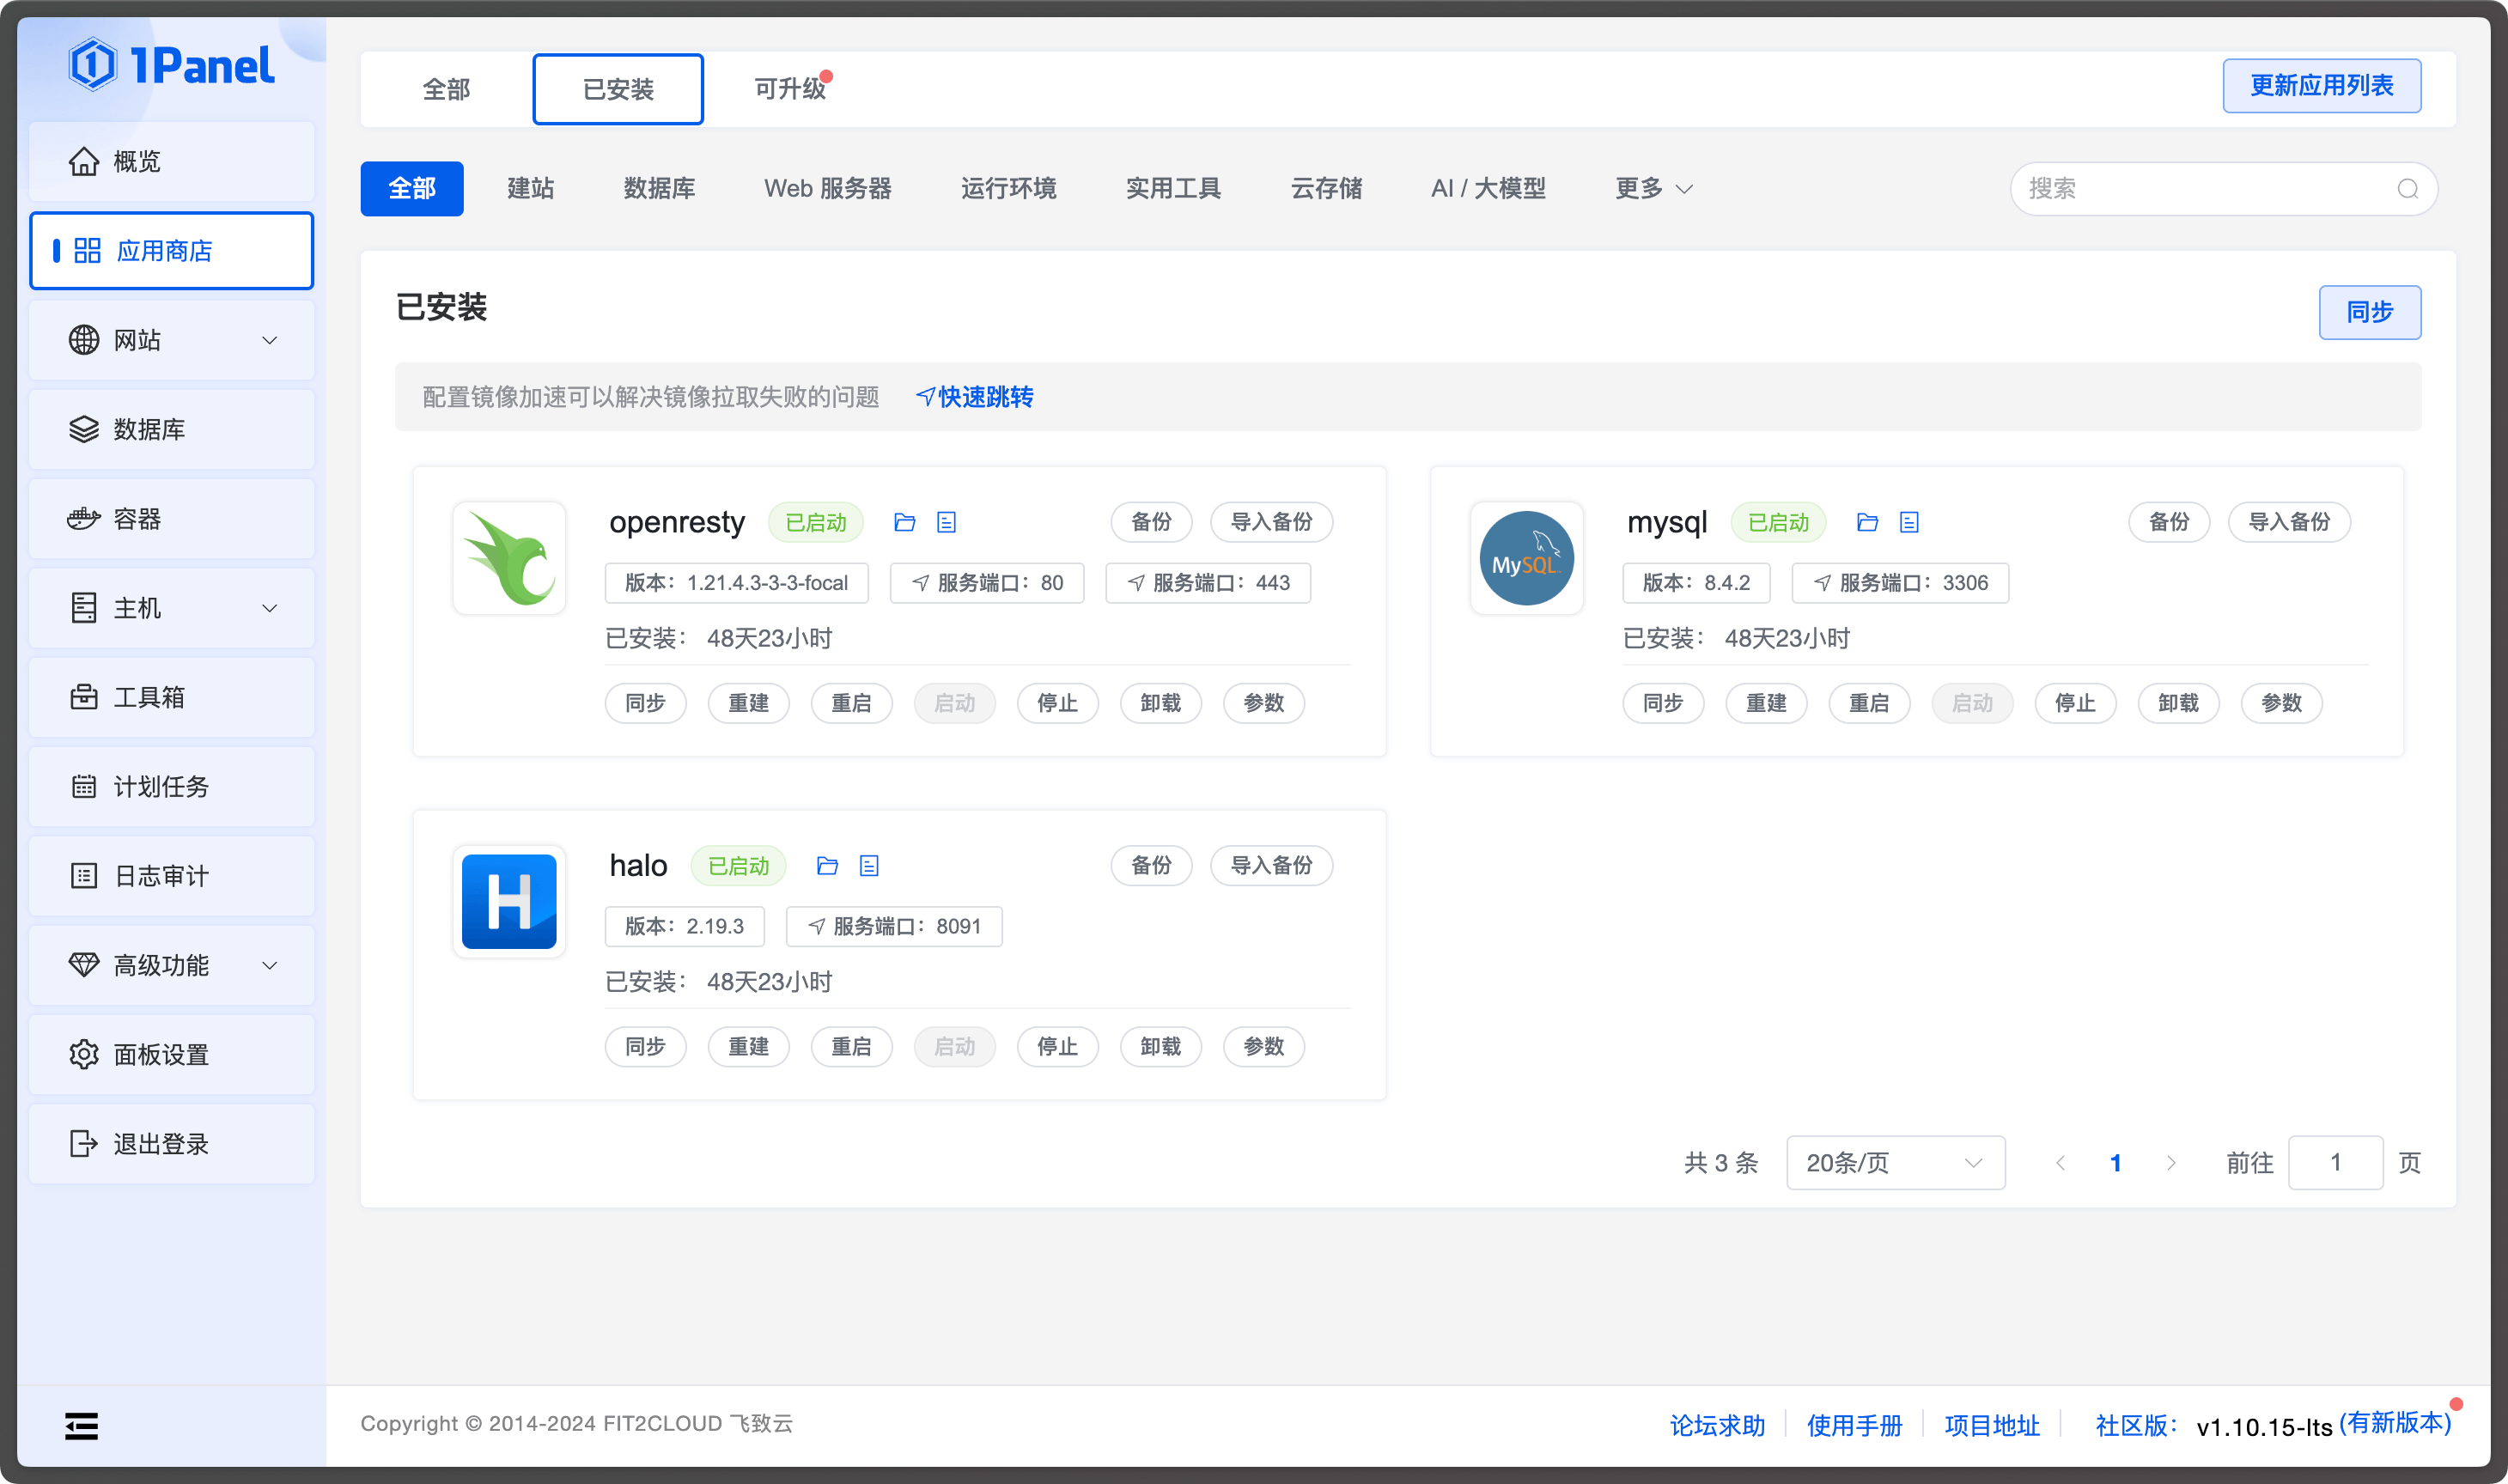 1Panel
概览
应用商店
网站
数据库
容器
主机
工具箱
计划任务
日志审计
高级功能
面板设置
退出登录
全部 已安装 可升级 更新应用列表
全部 建站 数据库 Web 服务器 运行环境 实用工具 云存储 AI / 大模型 更多 搜索
已安装 同步
配置镜像加速可以解决镜像拉取失败的问题 快速跳转
openresty 已启动 备份 导入备份
版本：1.21.4.3-3-3-focal 服务端口：80 服务端口：443
已安装： 48天23小时
同步 重建 重启 启动 停止 卸载 参数
MySQL
mysql 已启动 备份 导入备份
版本：8.4.2 服务端口：3306
已安装： 48天23小时
同步 重建 重启 启动 停止 卸载 参数
H
halo 已启动 备份 导入备份
版本：2.19.3 服务端口：8091
已安装： 48天23小时
同步 重建 重启 启动 停止 卸载 参数
共 3 条 20条/页 1 前往 1 页
Copyright © 2014-2024 FIT2CLOUD 飞致云 论坛求助 使用手册 项目地址 社区版： v1.10.15-lts (有新版本)